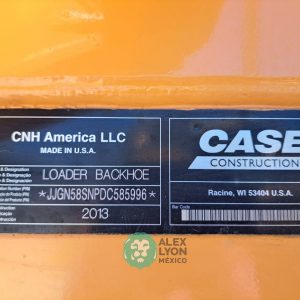 CNH America LLC
MADE IN U.S.A.
& Designation
LOADER BACKHOE
*JJGN58SNPDC585996*
2013
CASE
CONSTRUCTION
Racine, WI 53404 U.S.A.
Bar Code
ALEX
LYON
MÉXICO